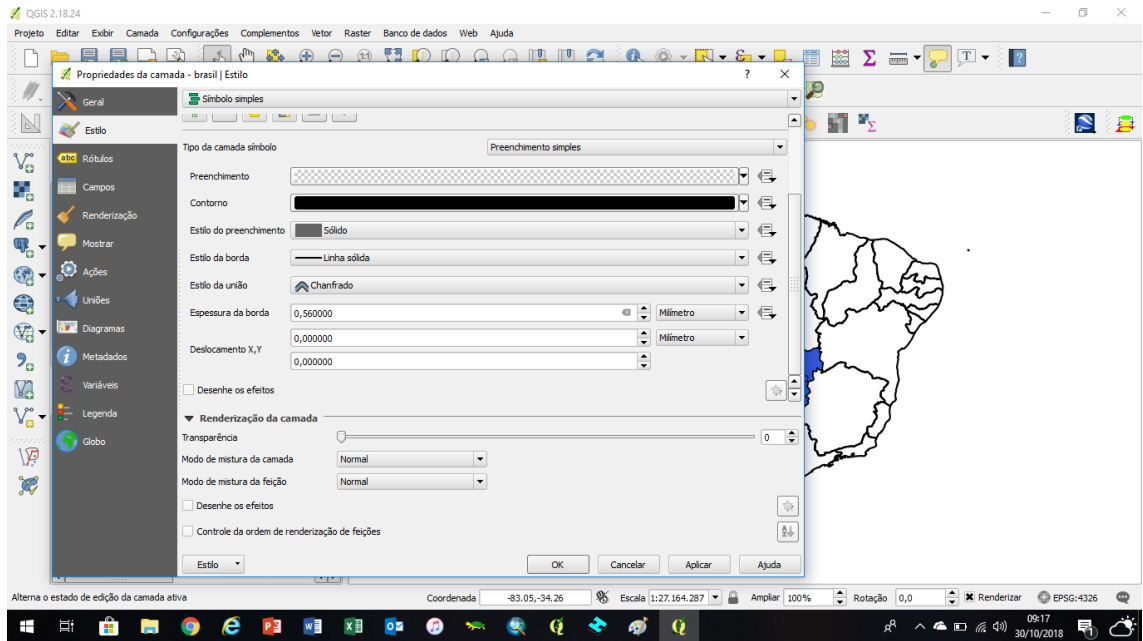 QGIS 2.18.24
Projeto Editar Exibir Camada Configurações Complementos Vetor Raster Banco de dados Web Ajuda
Propriedades da camada - brasil | Estilo
Geral
Símbolo simples
Estilo
Tipo da camada símbolo Preenchimento simples
abc Rótulos
Preenchimento
Campos
Contorno
Renderização
Estilo do preenchimento Sólido
Mostrar
Estilo da borda Linha sólida
Ações
Estilo da união Chanfrado
Uniões
Espessura da borda 0,560000 Milímetro
Diagramas
0,000000 Milímetro
Deslocamento X,Y
Metadados
0,000000
Variáveis
Desenhe os efeitos
Legenda
Renderização da camada
Globo
Transparência 0
Modo de mistura da camada Normal
Modo de mistura da feição Normal
Desenhe os efeitos
Controle da ordem de renderização de feições
Estilo OK Cancelar Aplicar Ajuda
Alterna o estado de edição da camada ativa Coordenada -83.05,-34.26 Escala 1:27.164.287 Ampliar 100% Rotação 0,0 Renderizar EPSG:4326
09:17
30/10/2018